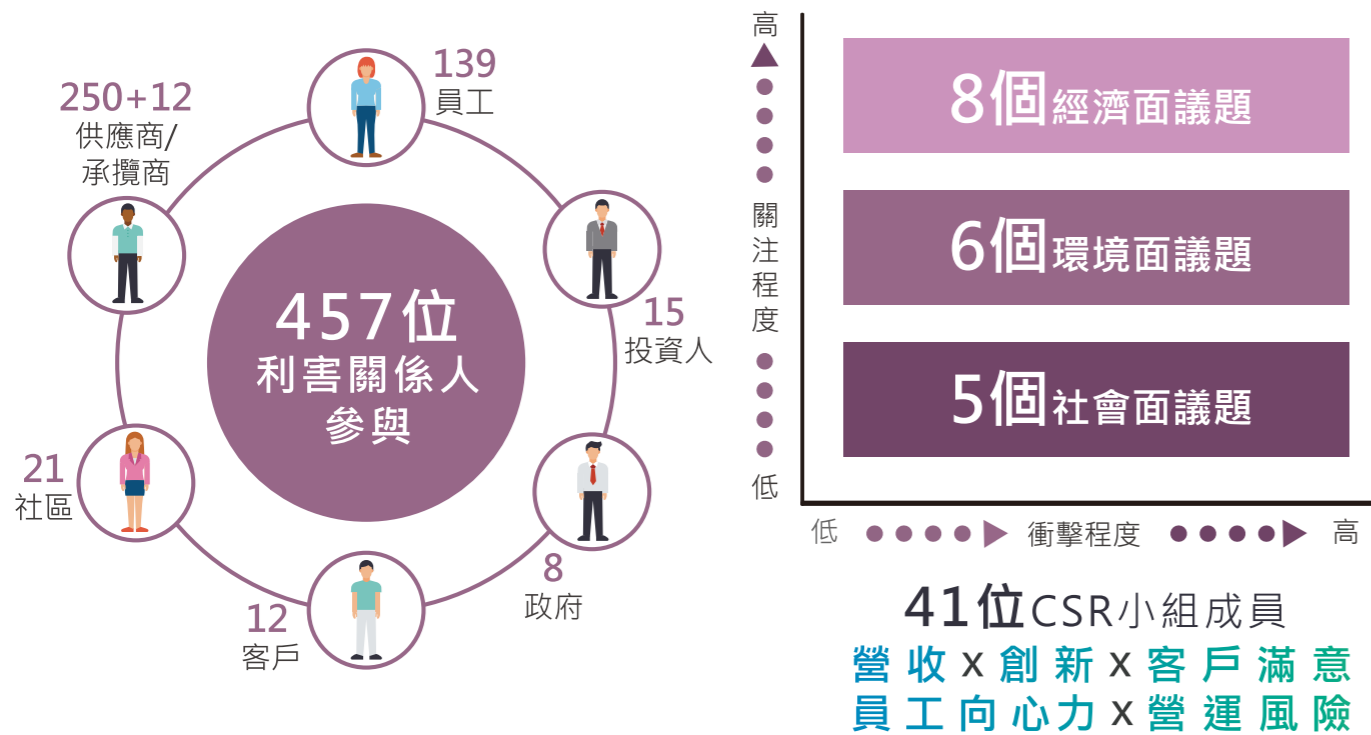 139
員工
250+12
供應商/
承攬商
457位
利害關係人
參與
15
投資人
21
社區
8
政府
12
客戶
高
關注程度
低
8個經濟面議題
6個環境面議題
5個社會面議題
低
衝擊程度
高
41位CSR小組成員
營收x創新x客戶滿意
員工向心力x營運風險